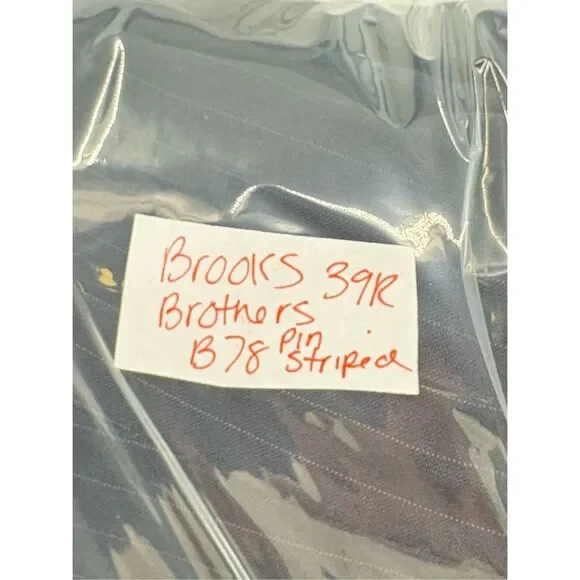 Brooks 39R
Brothers
B78 Pin
Striped